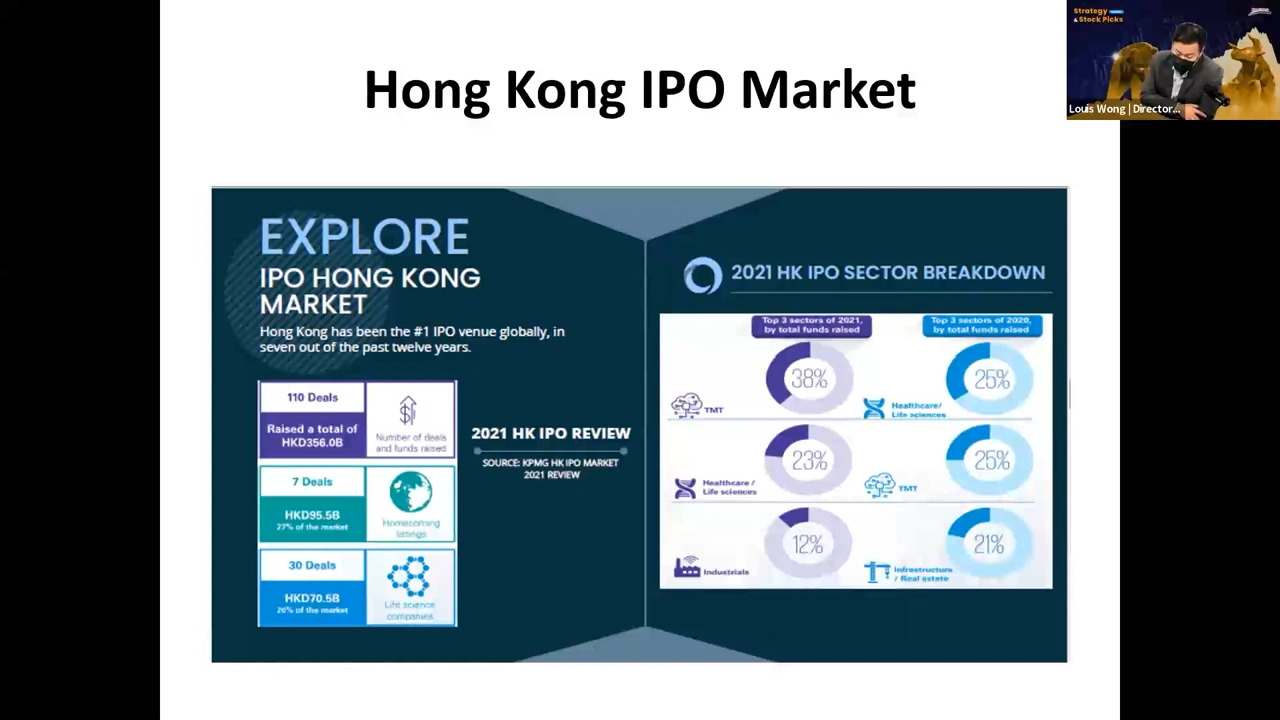 Hong Kong IPO Market
Strategy
& Stock Picks
Louis Wong | Director...
EXPLORE
IPO HONG KONG
MARKET
Hong Kong has been the #1 IPO venue globally, in
seven out of the past twelve years.
110 Deals
Raised a total of
HKD356.0B
Number of deals
and funds raised
7 Deals
HKD95.5B
27% of the market
Homecoming
listings
30 Deals
HKD70.5B
20% of the market
Life science
companies
2021 HK IPO REVIEW
SOURCE: KPMG HK IPO MARKET
2021 REVIEW
2021 HK IPO SECTOR BREAKDOWN
Top 3 sectors of 2021,
by total funds raised
38%
TMT
23%
Healthcare /
Life sciences
12%
Industrials
Top 3 sectors of 2020,
by total funds raised
25%
Healthcare/
Life sciences
25%
TMT
21%
Infrastructure
/ Real estate